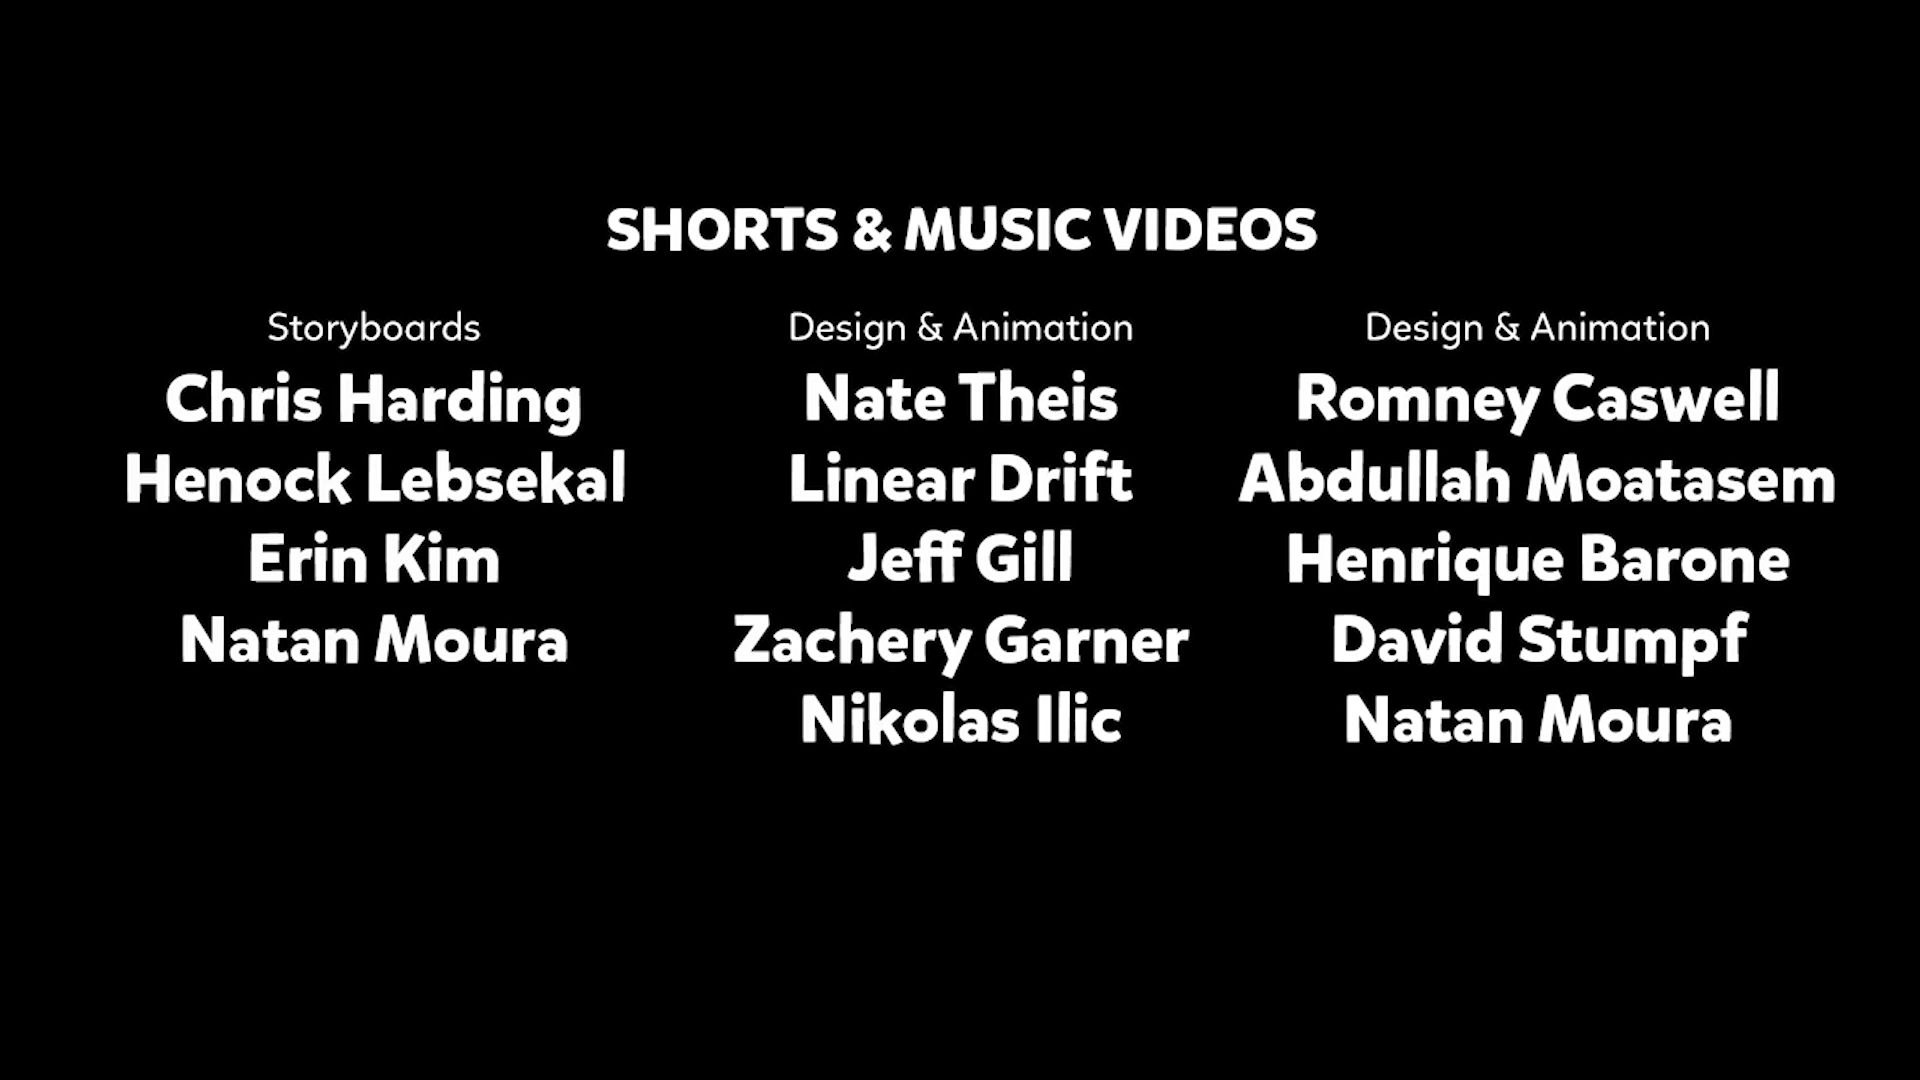 SHORTS & MUSIC VIDEOS
Storyboards
Chris Harding
Henock Lebsekal
Erin Kim
Natan Moura
Design & Animation
Nate Theis
Linear Drift
Jeff Gill
Zachery Garner
Nikolas Ilic
Design & Animation
Romney Caswell
Abdullah Moatasem
Henrique Barone
David Stumpf
Natan Moura